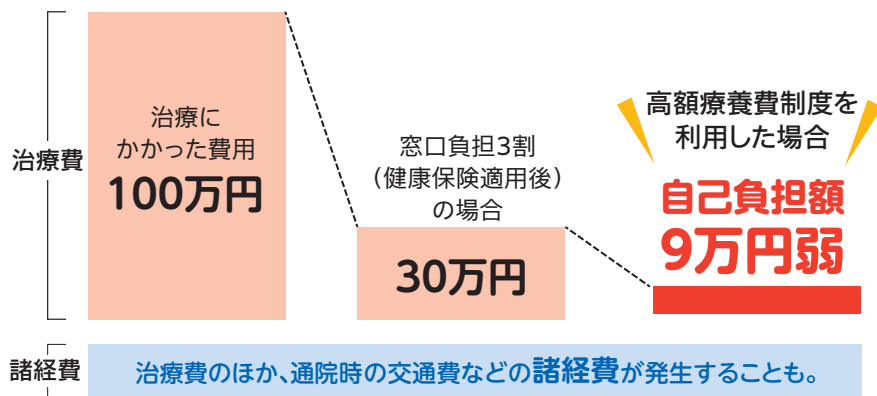 治療費
治療に
かかった費用
100万円
窓口負担3割
(健康保険適用後)
の場合
30万円
高額療養費制度を
利用した場合
自己負担額
9万円弱
諸経費
治療費のほか、通院時の交通費などの諸経費が発生することも。